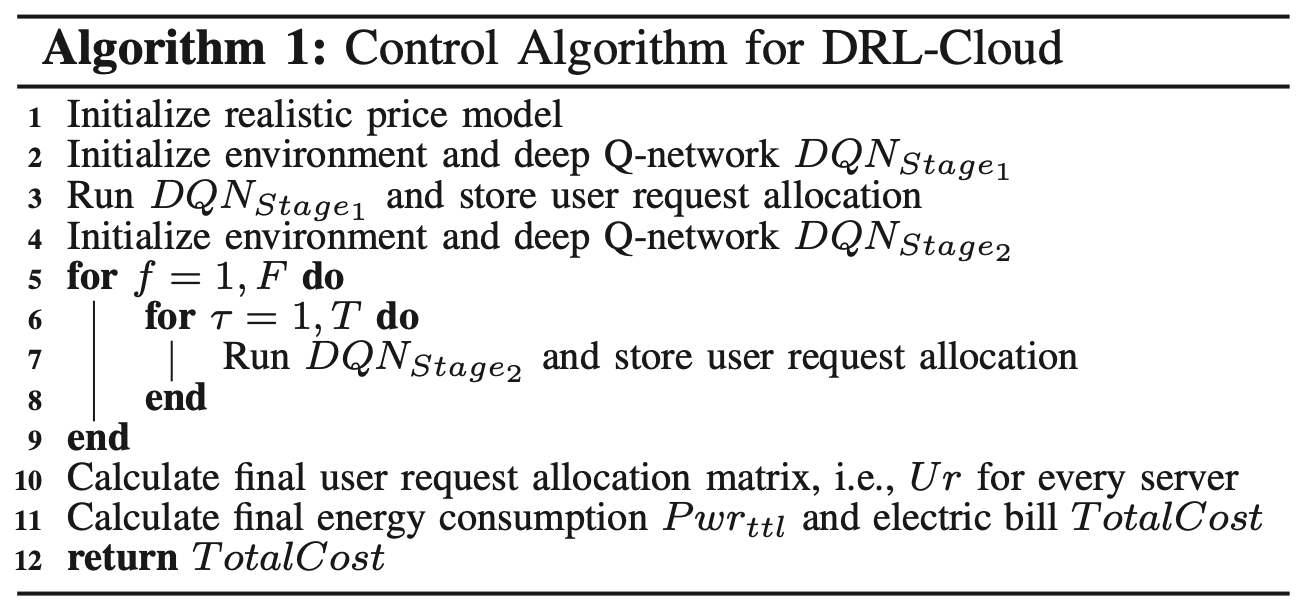 Algorithm 1: Control Algorithm for DRL-Cloud
1 Initialize realistic price model
2 Initialize environment and deep Q-network DQN_{Stage_1}
3 Run DQN_{Stage_1} and store user request allocation
4 Initialize environment and deep Q-network DQN_{Stage_2}
5 for f = 1, F do
6 for τ = 1, T do
7 Run DQN_{Stage_2} and store user request allocation
8 end
9 end
10 Calculate final user request allocation matrix, i.e., Ur for every server
11 Calculate final energy consumption Pwr_{ttl} and electric bill TotalCost
12 return TotalCost